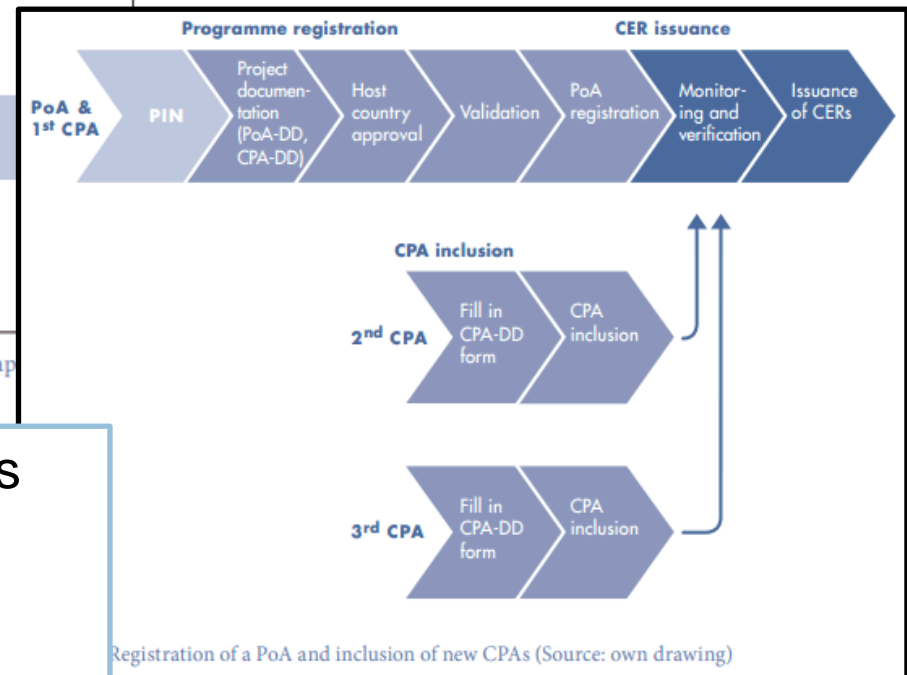 Programme registration
CER issuance
PoA &
1st CPA
PIN
Project
documen-
tation
(PoA-DD,
CPA-DD)
Host
country
approval
Validation
PoA
registration
Monitor-
ing and
verification
Issuance
of CERs
CPA inclusion
2nd CPA
Fill in
CPA-DD
form
CPA
inclusion
3rd CPA
Fill in
CPA-DD
form
CPA
inclusion
Registration of a PoA and inclusion of new CPAs (Source: own drawing)